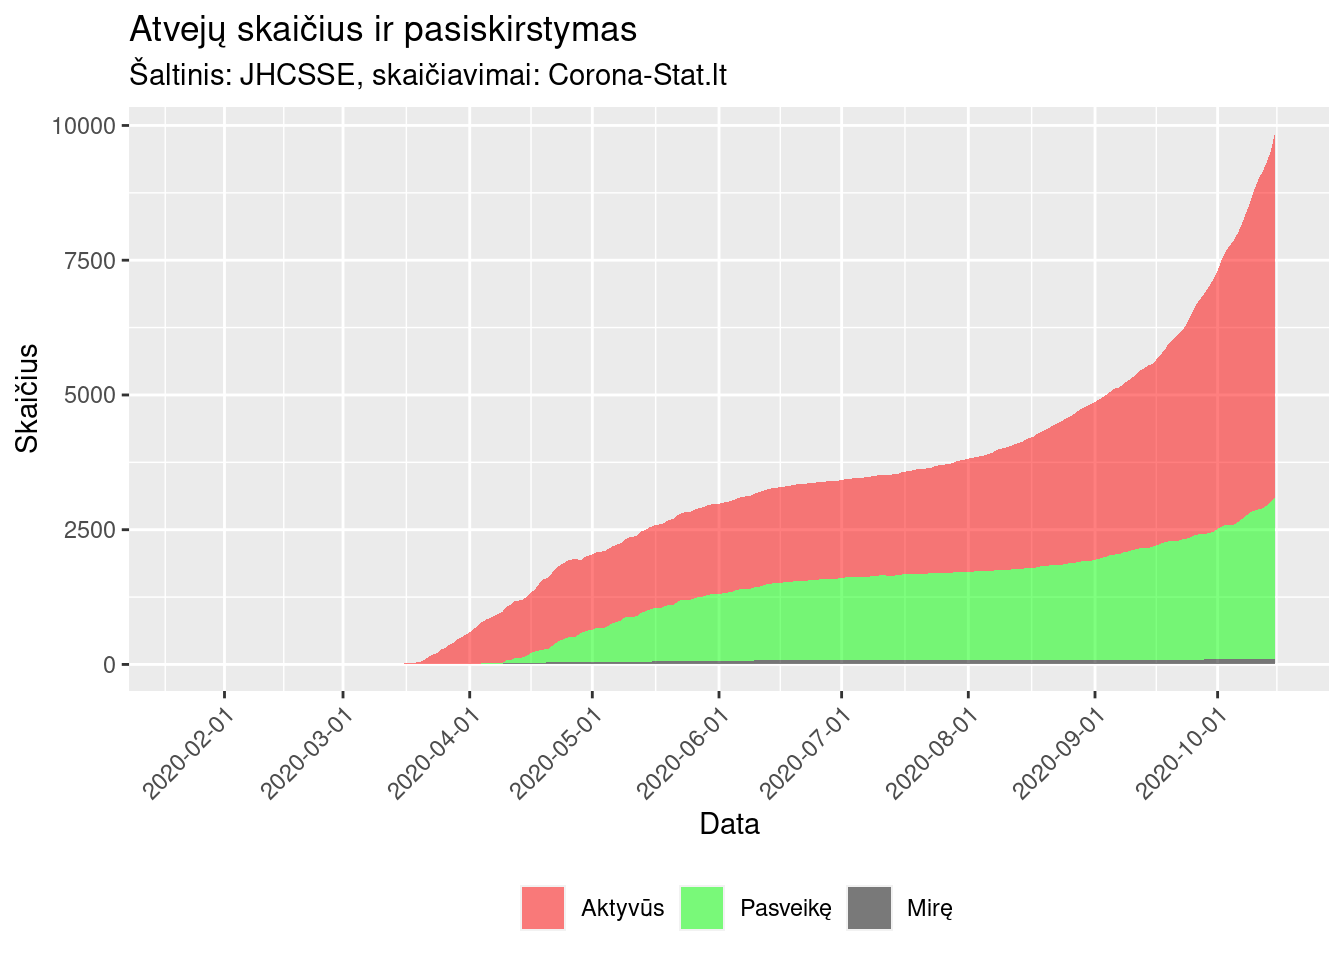 Atvejų skaičius ir pasiskirstymas
Šaltinis: JHCSSE, skaičiavimai: Corona-Stat.lt
10000
7500
5000
2500
0
Skaičius
2020-02-01
2020-03-01
2020-04-01
2020-05-01
2020-06-01
2020-07-01
2020-08-01
2020-09-01
2020-10-01
Data
Aktyvūs Pasveikę Mirę